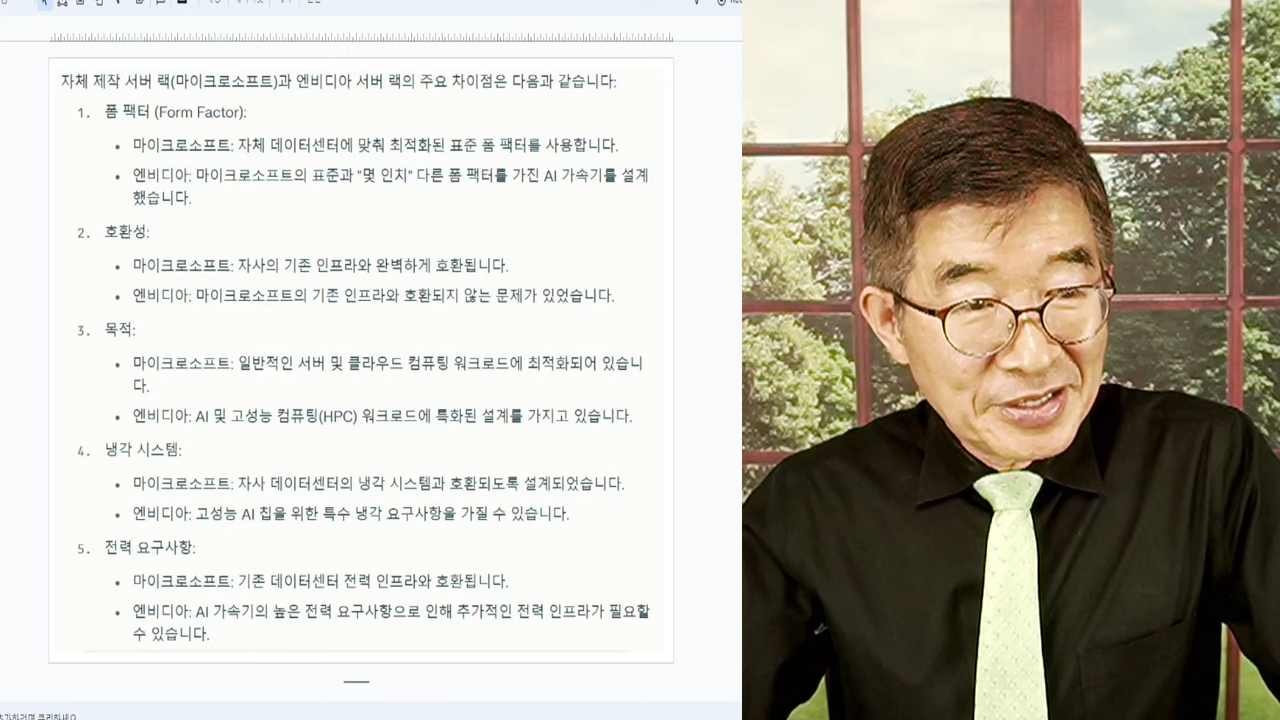 자체 제작 서버 랙(마이크로소프트)과 엔비디아 서버 랙의 주요 차이점은 다음과 같습니다:
1. 폼 팩터 (Form Factor):
• 마이크로소프트: 자체 데이터센터에 맞춰 최적화된 표준 폼 팩터를 사용합니다.
• 엔비디아: 마이크로소프트의 표준과 "몇 인치" 다른 폼 팩터를 가진 AI 가속기를 설계
했습니다.
2. 호환성:
• 마이크로소프트: 자사의 기존 인프라와 완벽하게 호환됩니다.
• 엔비디아: 마이크로소프트의 기존 인프라와 호환되지 않는 문제가 있었습니다.
3. 목적:
• 마이크로소프트: 일반적인 서버 및 클라우드 컴퓨팅 워크로드에 최적화되어 있습니
다.
• 엔비디아: AI 및 고성능 컴퓨팅(HPC) 워크로드에 특화된 설계를 가지고 있습니다.
4. 냉각 시스템:
• 마이크로소프트: 자사 데이터센터의 냉각 시스템과 호환되도록 설계되었습니다.
• 엔비디아: 고성능 AI 칩을 위한 특수 냉각 요구사항을 가질 수 있습니다.
5. 전력 요구사항:
• 마이크로소프트: 기존 데이터센터 전력 인프라와 호환됩니다.
• 엔비디아: AI 가속기의 높은 전력 요구사항으로 인해 추가적인 전력 인프라가 필요할
수 있습니다.